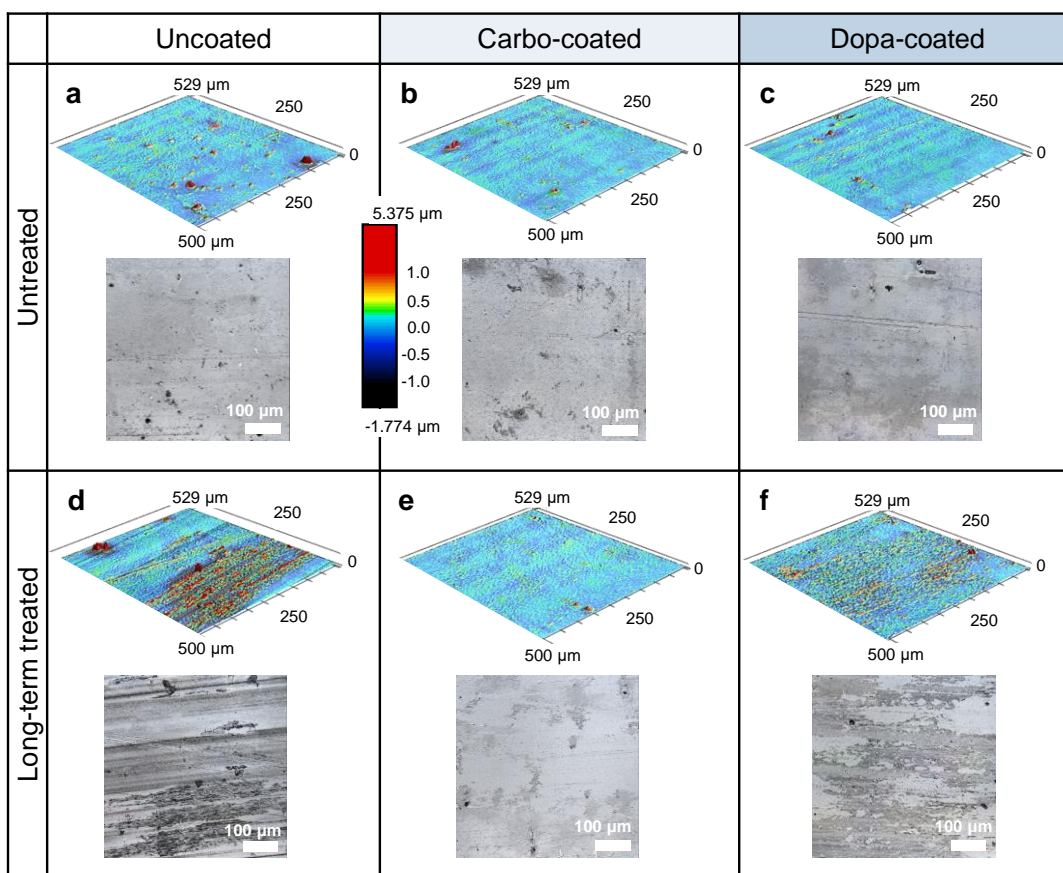 Uncoated
Carbo-coated
Dopa-coated
Untreated
a
529 µm
250
0
250
500 µm
100 µm
b
529 µm
250
0
250
500 µm
100 µm
c
529 µm
250
0
250
500 µm
100 µm
5.375 µm
1.0
0.5
0.0
-0.5
-1.0
-1.774 µm
Long-term treated
d
529 µm
250
0
250
500 µm
100 µm
e
529 µm
250
0
250
500 µm
100 µm
f
529 µm
250
0
250
500 µm
100 µm